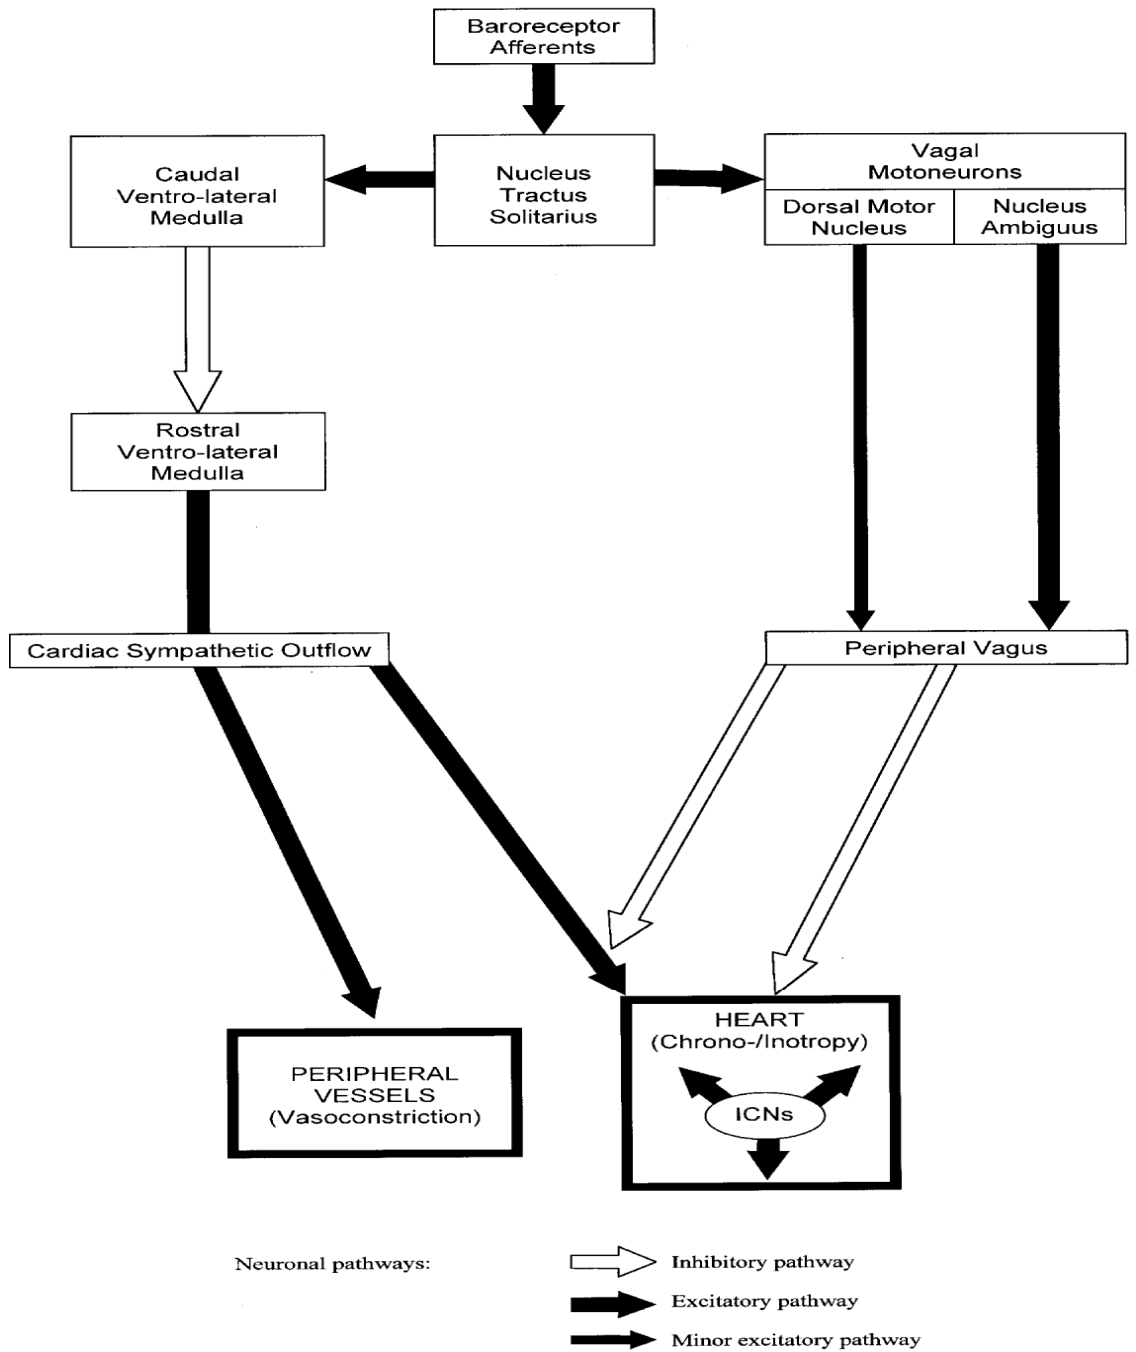 Baroreceptor
Afferents
Caudal
Ventro-lateral
Medulla
Nucleus
Tractus
Solitarius
Vagal
Motoneurons
Dorsal Motor
Nucleus
Nucleus
Ambiguus
Rostral
Ventro-lateral
Medulla
Cardiac Sympathetic Outflow
Peripheral Vagus
PERIPHERAL
VESSELS
(Vasoconstriction)
HEART
(Chrono-/Inotropy)
ICNs
Neuronal pathways:
Inhibitory pathway
Excitatory pathway
Minor excitatory pathway